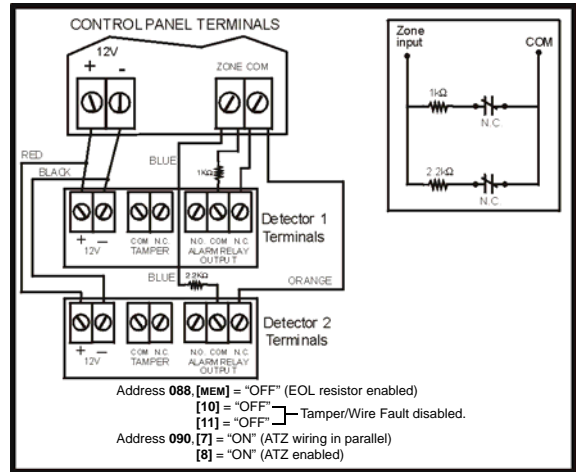 CONTROL PANEL TERMINALS
12V
+ -
ZONE COM
RED
BLACK
BLUE
1KΩ
+ -
12V
COM N.C.
TAMPER
N.O. COM N.C.
ALARM RELAY
OUTPUT
Detector 1
Terminals
BLUE
2.2KΩ
ORANGE
+ -
12V
COM N.C.
TAMPER
N.O. COM N.C.
ALARM RELAY
OUTPUT
Detector 2
Terminals
Zone
input
COM
1kΩ
N.C.
2.2kΩ
N.C.
Address 088, [MEM] = “OFF” (EOL resistor enabled)
[10] = “OFF”
[11] = “OFF”
Tamper/Wire Fault disabled.
Address 090, [7] = “ON” (ATZ wiring in parallel)
[8] = “ON” (ATZ enabled)